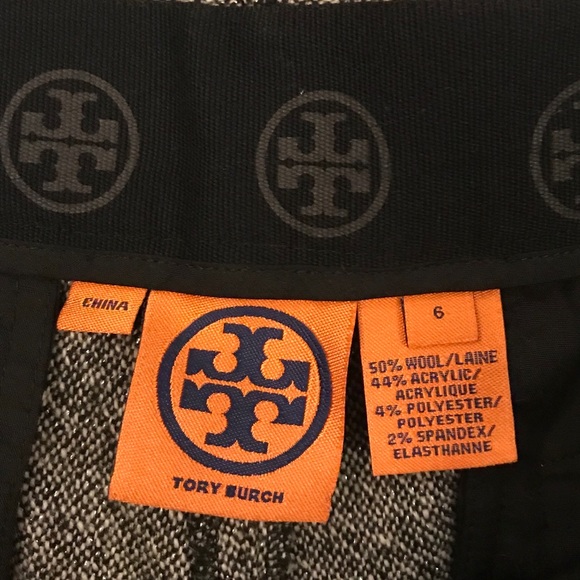 CHINA
TORY BURCH
6
50% WOOL/LAINE
44% ACRYLIC/
ACRYLIQUE
4% POLYESTER/
POLYESTER
2% SPANDEX/
ELASTHANNE